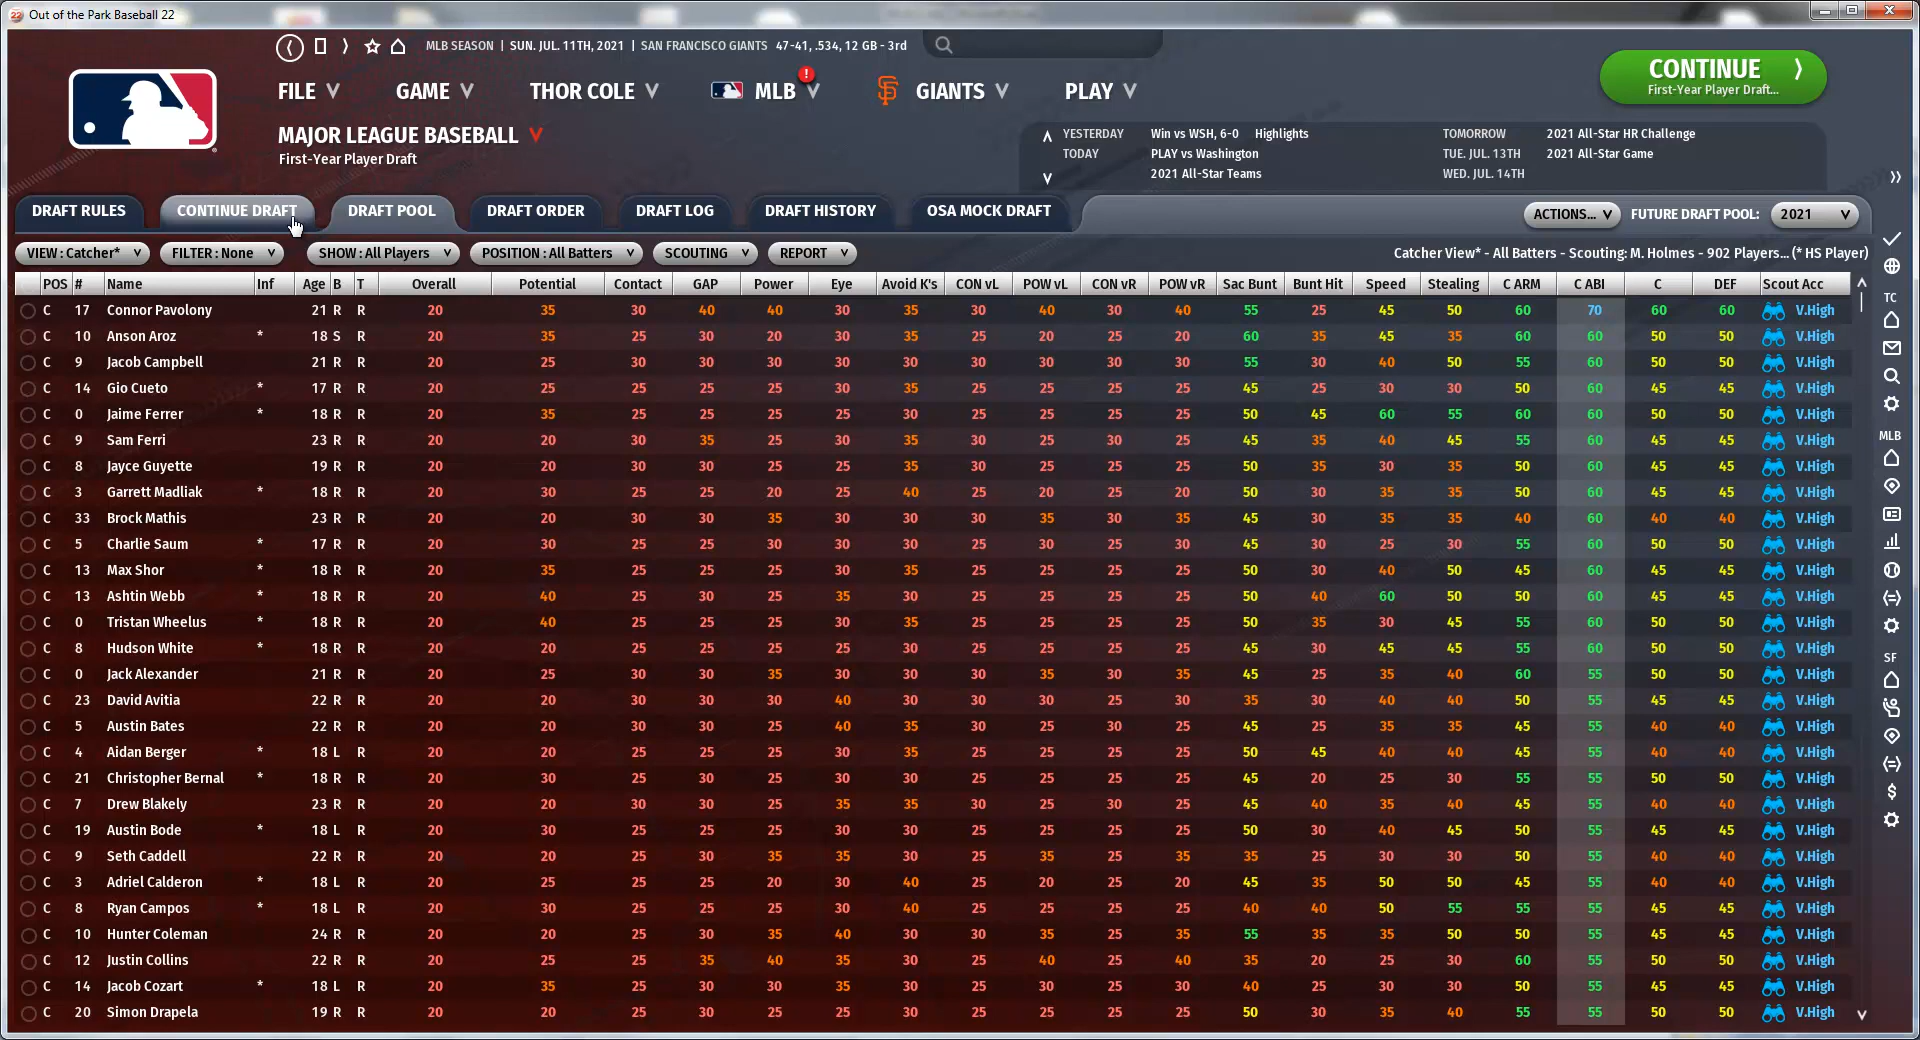 Out of the Park Baseball 22
MLB SEASON | SUN. JUL. 11TH, 2021 | SAN FRANCISCO GIANTS 47-41, .534, 12 GB - 3rd
FILE GAME THOR COLE MLB ! GIANTS PLAY
CONTINUE
First-Year Player Draft...
MAJOR LEAGUE BASEBALL
First-Year Player Draft
YESTERDAY Win vs WSH, 6-0 Highlights TOMORROW 2021 All-Star HR Challenge
TODAY PLAY vs Washington TUE. JUL. 13TH 2021 All-Star Game
2021 All-Star Teams WED. JUL. 14TH
DRAFT RULES CONTINUE DRAFT DRAFT POOL DRAFT ORDER DRAFT LOG DRAFT HISTORY OSA MOCK DRAFT ACTIONS... FUTURE DRAFT POOL: 2021
VIEW : Catcher* FILTER : None SHOW : All Players POSITION : All Batters SCOUTING REPORT Catcher View* - All Batters - Scouting: M. Holmes - 902 Players... (* HS Player)
POS # Name Inf Age B T Overall Potential Contact GAP Power Eye Avoid K's CON vL POW vL CON vR POW vR Sac Bunt Bunt Hit Speed Stealing C ARM C ABI C DEF Scout Acc
C 17 Connor Pavolony 21 R R 20 35 30 40 40 30 35 30 40 30 40 55 25 45 50 60 70 60 60 V.High
C 10 Anson Aroz * 18 S R 20 35 25 30 20 30 35 25 20 25 20 60 35 45 35 60 60 50 50 V.High
C 9 Jacob Campbell 21 R R 20 25 30 30 25 30 30 30 25 30 25 55 30 40 50 55 60 50 50 V.High
C 14 Gio Cueto * 17 R R 20 25 25 25 25 30 35 25 25 25 25 45 25 30 30 50 60 45 45 V.High
C 0 Jaime Ferrer * 18 R R 20 35 25 25 25 25 30 25 25 25 25 50 45 60 55 60 60 50 50 V.High
C 9 Sam Ferri 23 R R 20 20 30 35 25 30 35 30 25 30 25 45 35 40 45 55 60 45 45 V.High
C 8 Jayce Guyette 19 R R 20 20 30 30 25 25 35 30 25 25 25 50 35 30 35 50 60 45 45 V.High
C 3 Garrett Madliak * 18 R R 20 30 25 25 20 25 40 25 20 25 20 50 30 35 35 50 60 45 45 V.High
C 33 Brock Mathis 23 R R 20 20 25 30 35 30 30 30 35 25 35 45 30 35 35 40 60 40 40 V.High
C 5 Charlie Saum * 17 R R 20 30 25 25 30 30 30 25 30 25 30 45 30 25 30 55 60 50 50 V.High
C 13 Max Shor * 18 R R 20 35 25 25 25 30 35 25 25 25 25 50 30 40 50 45 60 45 45 V.High
C 13 Ashtin Webb * 18 R R 20 40 25 30 25 35 30 25 25 25 25 50 40 60 50 50 60 45 45 V.High
C 0 Tristan Wheelus * 18 R R 20 40 25 25 25 30 25 25 25 25 25 50 35 30 45 55 60 50 50 V.High
C 8 Hudson White * 18 R R 20 20 25 25 25 30 30 25 25 25 25 45 30 45 45 55 60 50 50 V.High
C 0 Jack Alexander 21 R R 20 25 30 30 35 30 30 30 35 30 35 45 25 35 40 60 55 50 50 V.High
C 23 David Avitia 22 R R 20 20 30 30 30 40 30 30 30 25 30 35 30 40 40 50 55 45 45 V.High
C 5 Austin Bates 22 R R 20 20 30 30 25 40 35 30 25 30 25 45 25 35 35 45 55 40 40 V.High
C 4 Aidan Berger * 18 L R 20 20 25 25 25 30 35 25 25 25 25 50 45 40 40 45 55 40 40 V.High
C 21 Christopher Bernal * 18 R R 20 30 25 30 25 30 30 25 25 25 25 45 20 25 30 55 55 50 50 V.High
C 7 Drew Blakely 23 R R 20 20 30 30 25 35 35 30 25 30 25 45 40 35 40 45 55 40 40 V.High
C 19 Austin Bode * 18 L R 20 30 25 25 25 30 30 25 25 25 25 50 30 40 45 50 55 45 45 V.High
C 9 Seth Caddell 22 R R 20 20 25 30 35 35 30 25 35 25 35 35 25 30 30 50 55 40 40 V.High
C 3 Adriel Calderon * 18 L R 20 25 25 25 20 30 40 25 20 25 20 45 35 50 50 45 55 40 40 V.High
C 8 Ryan Campos * 18 L R 20 30 25 25 25 30 40 25 25 25 25 40 40 50 55 55 55 45 45 V.High
C 10 Hunter Coleman 24 R R 20 20 25 30 35 40 30 30 35 25 35 55 35 35 50 50 55 45 45 V.High
C 12 Justin Collins 22 R R 20 25 25 35 40 35 30 25 40 25 40 35 20 25 30 60 55 50 50 V.High
C 14 Jacob Cozart * 18 L R 20 35 25 25 30 30 30 25 30 25 30 40 25 30 30 50 55 45 45 V.High
C 20 Simon Drapela 19 R R 20 20 25 30 25 25 30 25 25 25 25 50 30 35 40 55 55 50 50 V.High
TC
MLB
SF